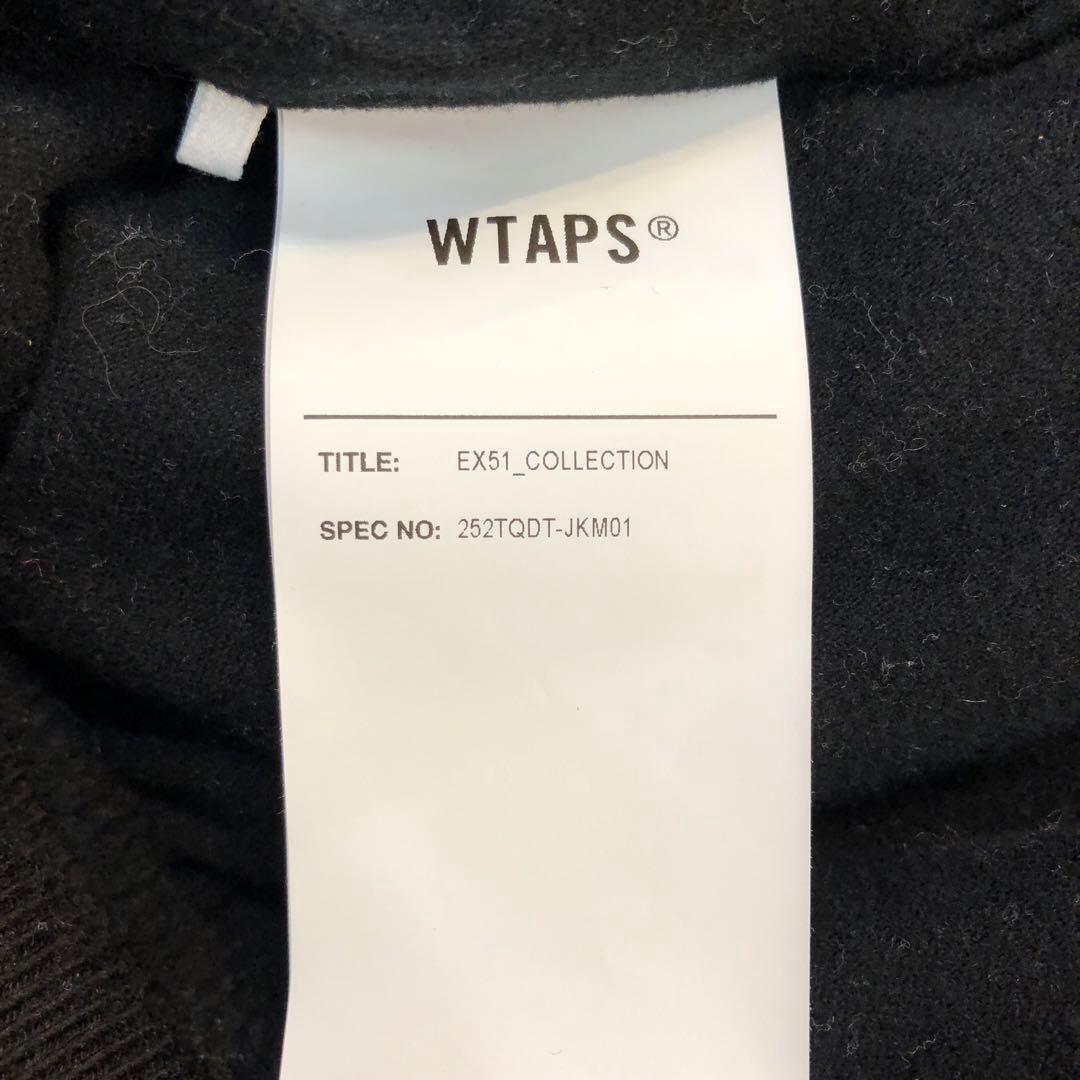 WTAPS®
TITLE: EX51_COLLECTION
SPEC NO: 252TQDT-JKM01